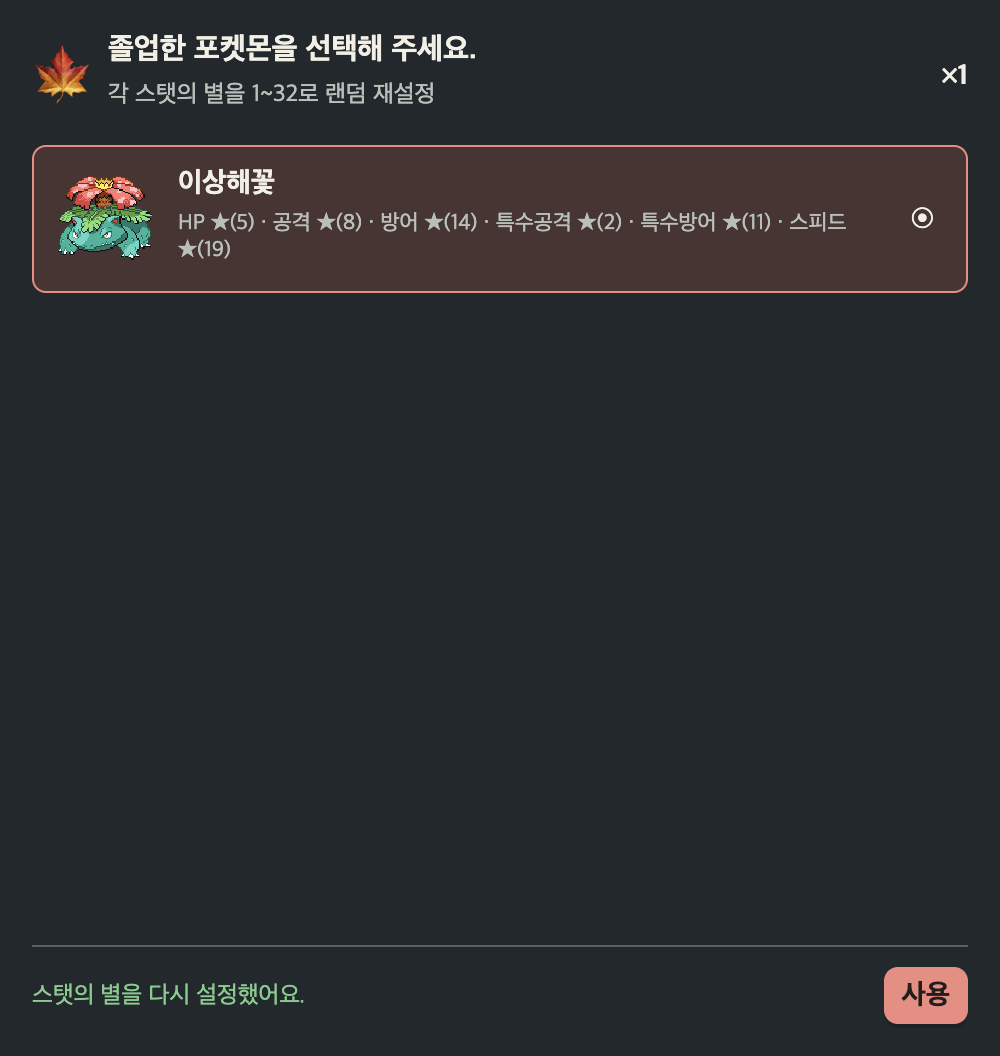 졸업한 포켓몬을 선택해 주세요.
각 스탯의 별을 1~32로 랜덤 재설정
×1
이상해꽃
HP ★(5) · 공격 ★(8) · 방어 ★(14) · 특수공격 ★(2) · 특수방어 ★(11) · 스피드
★(19)
스탯의 별을 다시 설정했어요.
사용